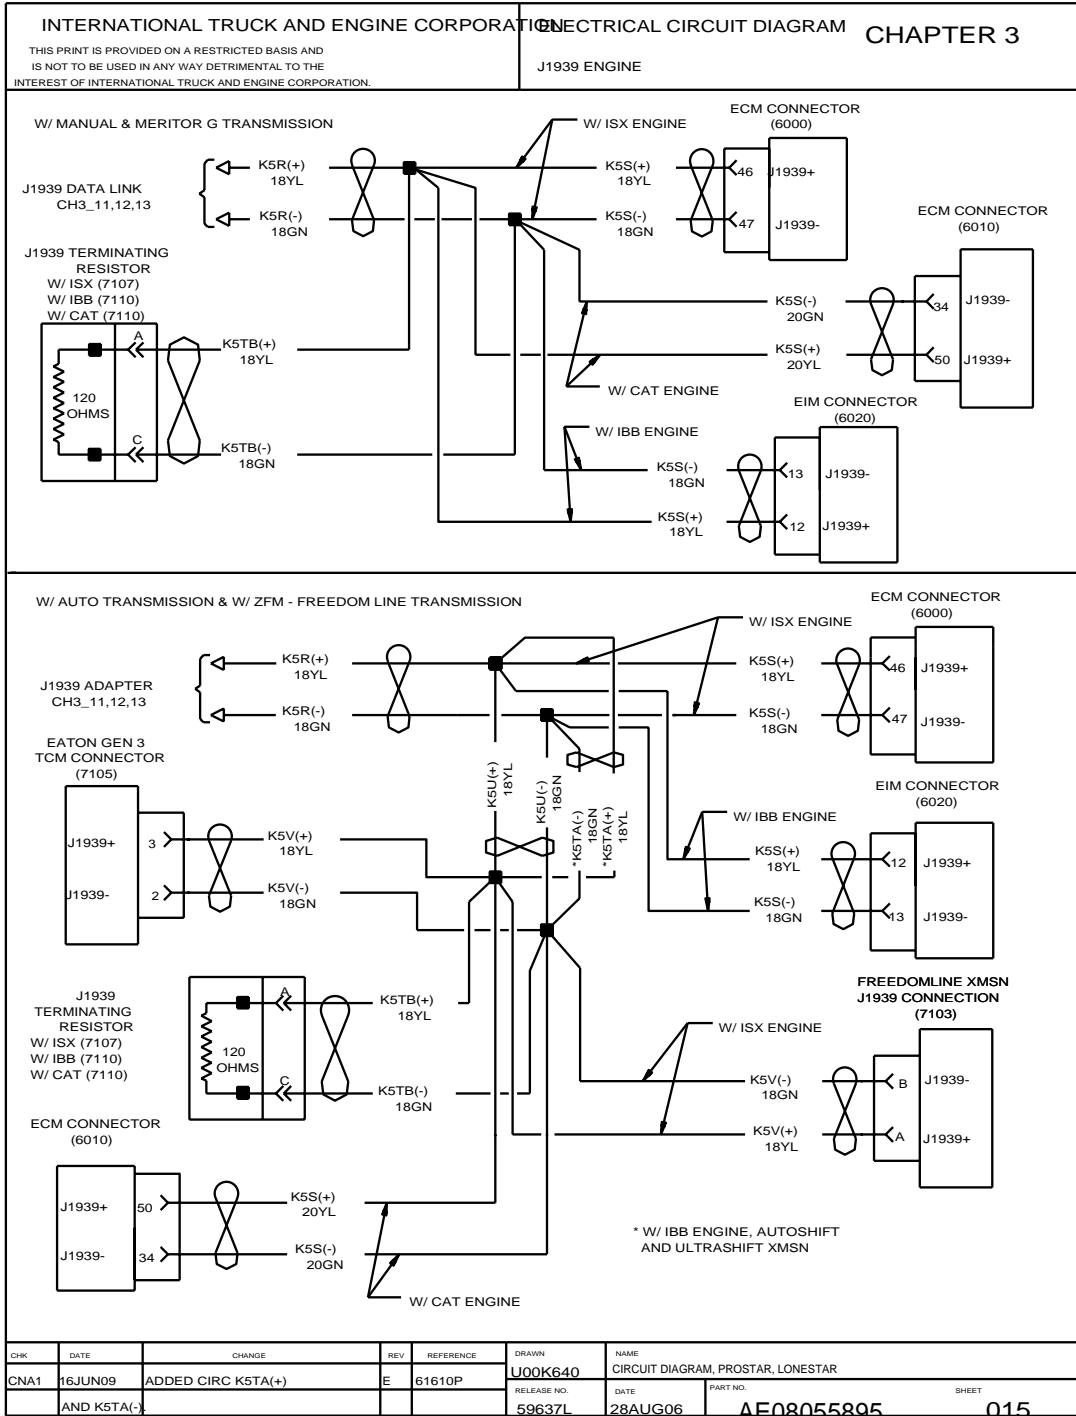 INTERNATIONAL TRUCK AND ENGINE CORPORATION
THIS PRINT IS PROVIDED ON A RESTRICTED BASIS AND
IS NOT TO BE USED IN ANY WAY DETRIMENTAL TO THE
INTEREST OF INTERNATIONAL TRUCK AND ENGINE CORPORATION.
ELECTRICAL CIRCUIT DIAGRAM
CHAPTER 3
J1939 ENGINE
W/ MANUAL & MERITOR G TRANSMISSION
W/ ISX ENGINE
ECM CONNECTOR
(6000)
J1939 DATA LINK
CH3_11,12,13
K5R(+)
18YL
K5S(+)
18YL
46
J1939+
K5R(-)
18GN
K5S(-)
18GN
47
J1939-
ECM CONNECTOR
(6010)
J1939 TERMINATING
RESISTOR
W/ ISX (7107)
W/ IBB (7110)
W/ CAT (7110)
K5S(-)
20GN
34
J1939-
A
K5TB(+)
18YL
K5S(+)
20YL
50
J1939+
120
OHMS
W/ CAT ENGINE
EIM CONNECTOR
(6020)
C
K5TB(-)
18GN
W/ IBB ENGINE
K5S(-)
18GN
13
J1939-
K5S(+)
18YL
12
J1939+
W/ AUTO TRANSMISSION & W/ ZFM - FREEDOM LINE TRANSMISSION
W/ ISX ENGINE
ECM CONNECTOR
(6000)
J1939 ADAPTER
CH3_11,12,13
K5R(+)
18YL
K5S(+)
18YL
46
J1939+
K5R(-)
18GN
K5S(-)
18GN
47
J1939-
EATON GEN 3
TCM CONNECTOR
(7105)
K5U(+)
18YL
K5U(-)
18GN
*K5TA(-)
18GN
*K5TA(+)
18YL
EIM CONNECTOR
(6020)
W/ IBB ENGINE
J1939+
3
K5V(+)
18YL
K5S(+)
18YL
12
J1939+
J1939-
2
K5V(-)
18GN
K5S(-)
18GN
13
J1939-
J1939
TERMINATING
RESISTOR
W/ ISX (7107)
W/ IBB (7110)
W/ CAT (7110)
A
K5TB(+)
18YL
120
OHMS
C
K5TB(-)
18GN
FREEDOMLINE XMSN
J1939 CONNECTION
(7103)
W/ ISX ENGINE
K5V(-)
18GN
B
J1939-
K5V(+)
18YL
A
J1939+
ECM CONNECTOR
(6010)
J1939+
50
K5S(+)
20YL
J1939-
34
K5S(-)
20GN
W/ CAT ENGINE
* W/ IBB ENGINE, AUTOSHIFT
AND ULTRASHIFT XMSN
CHK DATE CHANGE REV REFERENCE
CNA1 16JUN09 ADDED CIRC K5TA(+) E 61610P
AND K5TA(-).
DRAWN
U00K640
NAME
CIRCUIT DIAGRAM, PROSTAR, LONESTAR
RELEASE NO.
59637L
DATE
28AUG06
PART NO.
AE08055895
SHEET
015